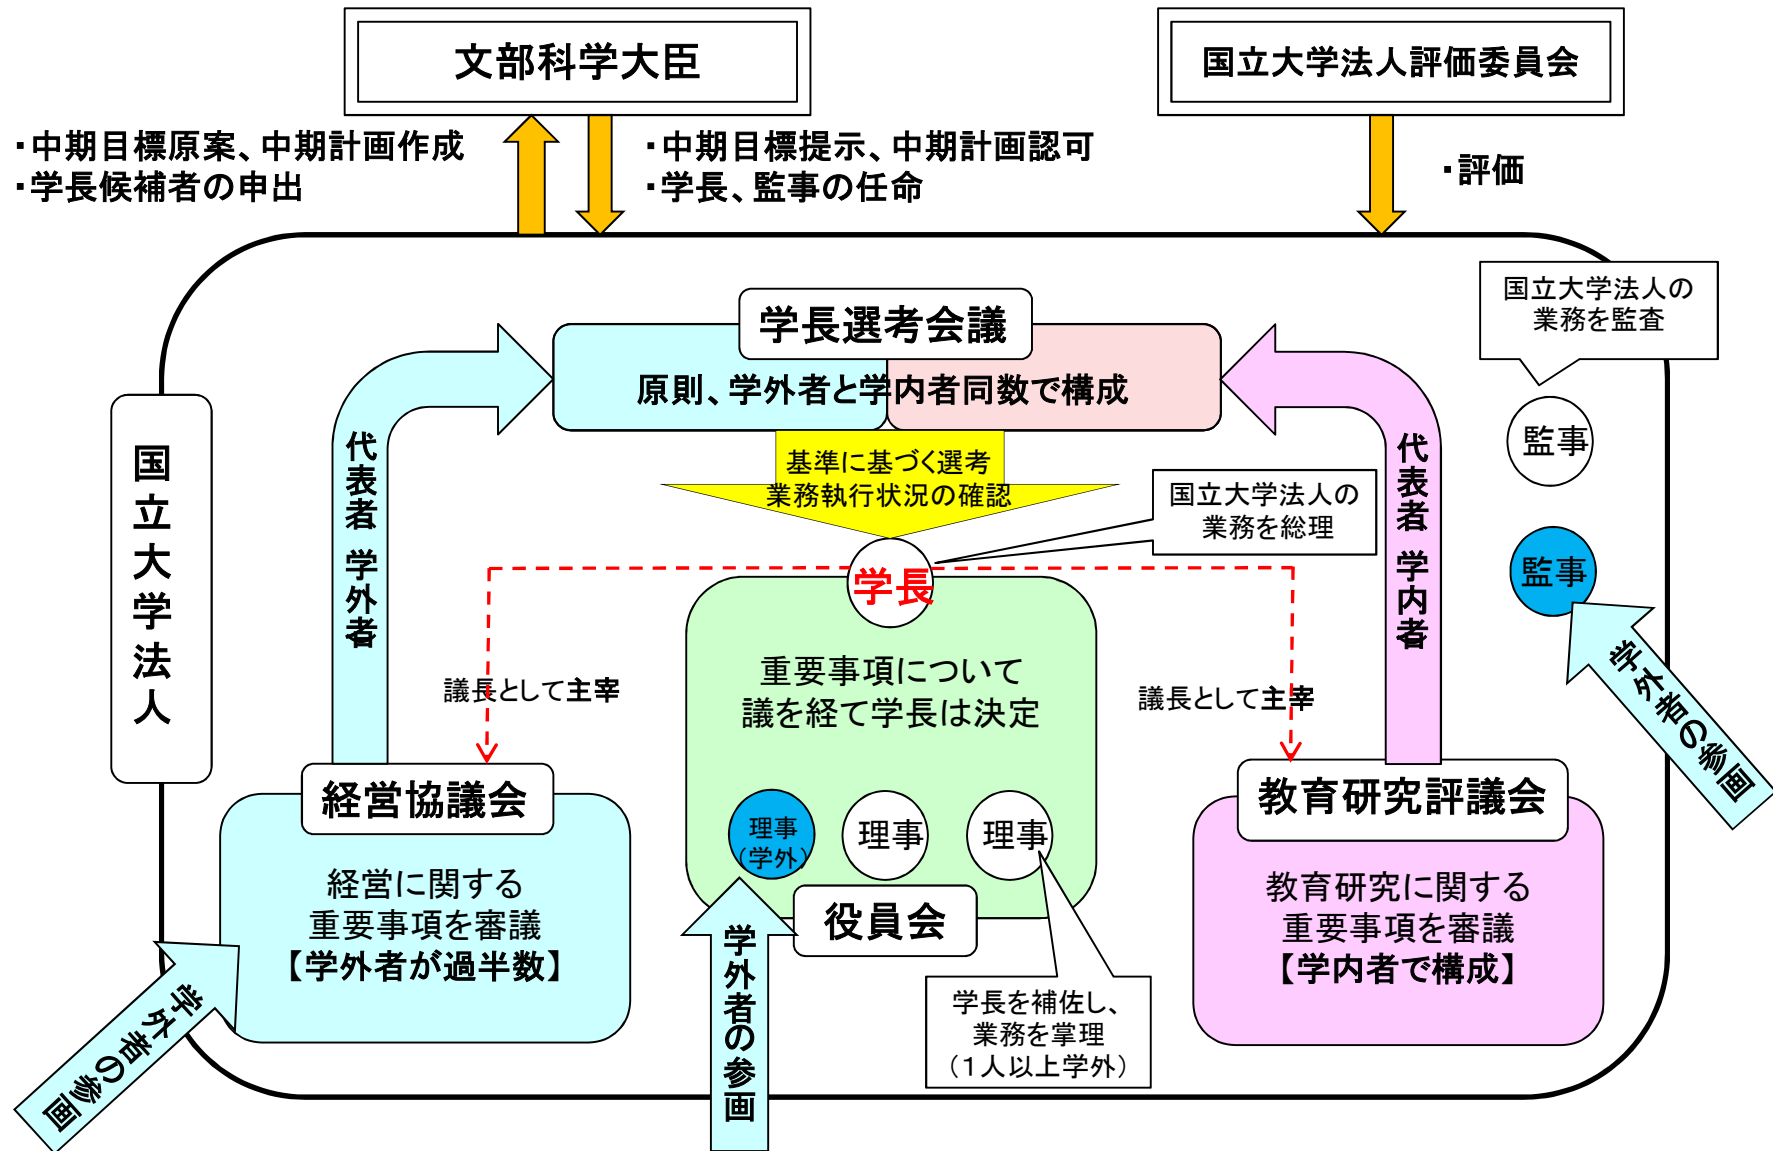 文部科学大臣
国立大学法人評価委員会
・中期目標原案、中期計画作成
・学長候補者の申出
・中期目標提示、中期計画認可
・学長、監事の任命
・評価
国立大学法人の
業務を監査
学長選考会議
原則、学外者と学内者同数で構成
国立大学法人
代表者 学外者
代表者 学内者
監事
基準に基づく選考
業務執行状況の確認
国立大学法人の
業務を総理
学長
監事
学外者の参画
重要事項について
議を経て学長は決定
議長として主宰
議長として主宰
経営協議会
教育研究評議会
理事
(学外)
理事
理事
経営に関する
重要事項を審議
【学外者が過半数】
役員会
教育研究に関する
重要事項を審議
【学内者で構成】
学外者の参画
学外者の参画
学長を補佐し、
業務を掌理
(1人以上学外)